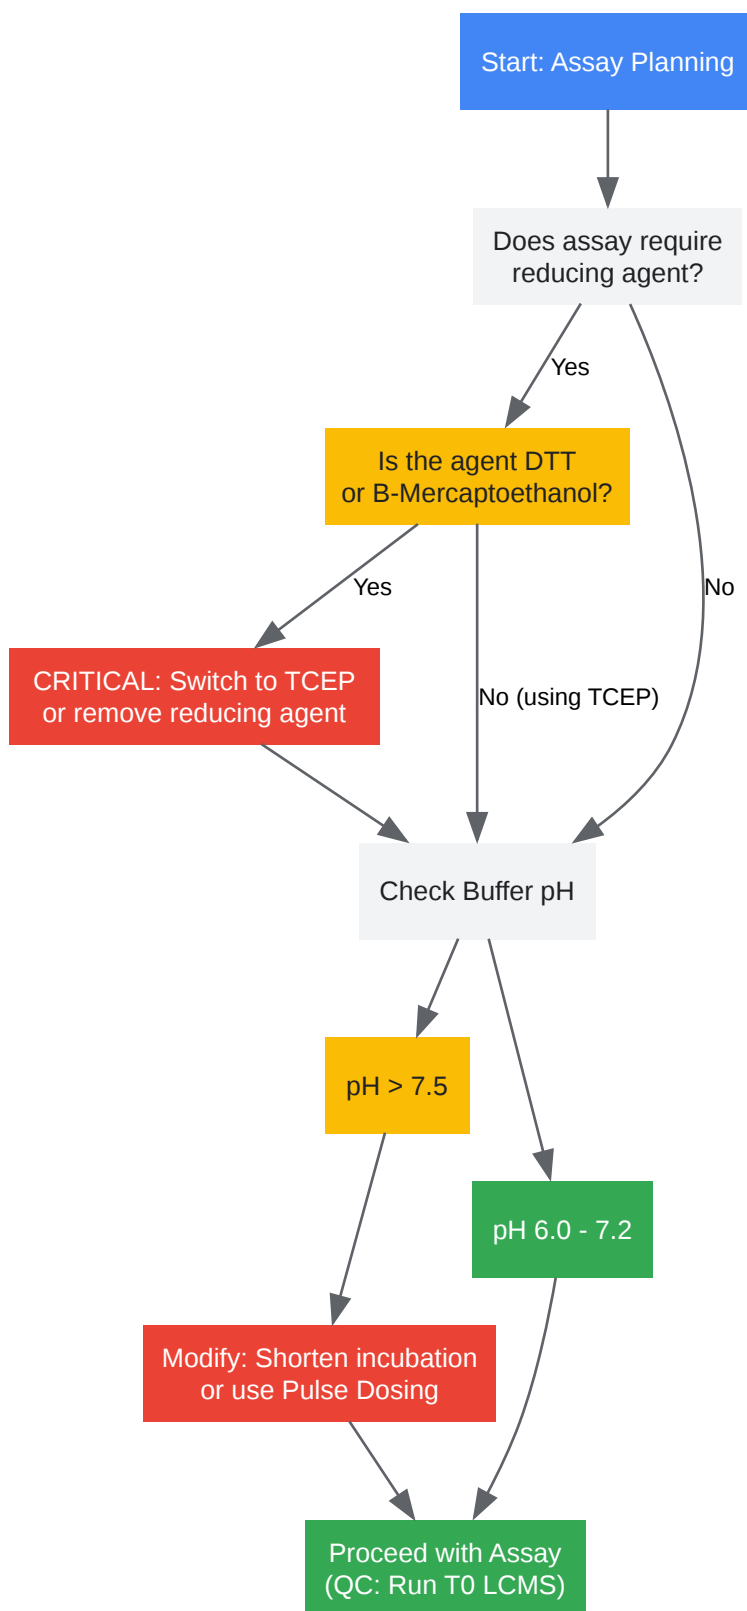 Start: Assay Planning
Does assay require
reducing agent?
Yes
Is the agent DTT
or B-Mercaptoethanol?
Yes
No
CRITICAL: Switch to TCEP
or remove reducing agent
No (using TCEP)
Check Buffer pH
pH > 7.5
pH 6.0 - 7.2
Modify: Shorten incubation
or use Pulse Dosing
Proceed with Assay
(QC: Run T0 LCMS)